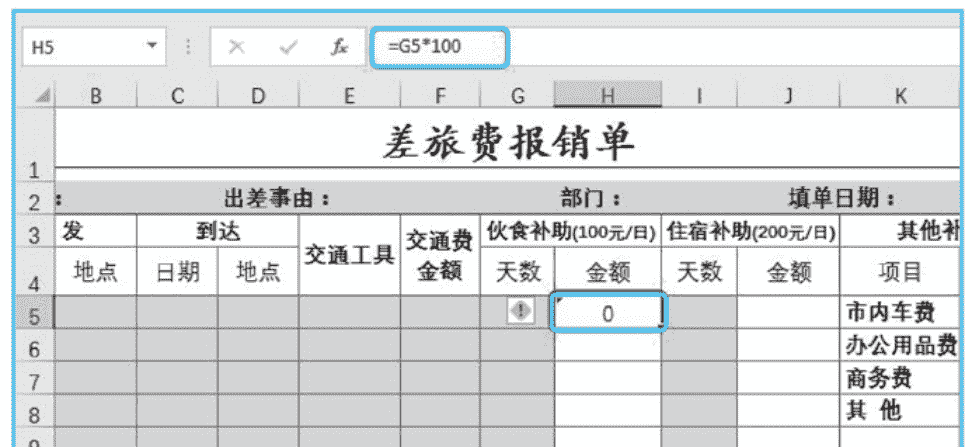 H5 fx =G5*100
B C D E F G H I J K
1 差旅费报销单
2 : 出差事由： 部门： 填单日期：
3 发 到达 交通工具 交通费金额 伙食补助(100元/日) 住宿补助(200元/日) 其他补
4 地点 日期 地点 天数 金额 天数 金额 项目
5 0 市内车费
6 办公用品费
7 商务费
8 其 他